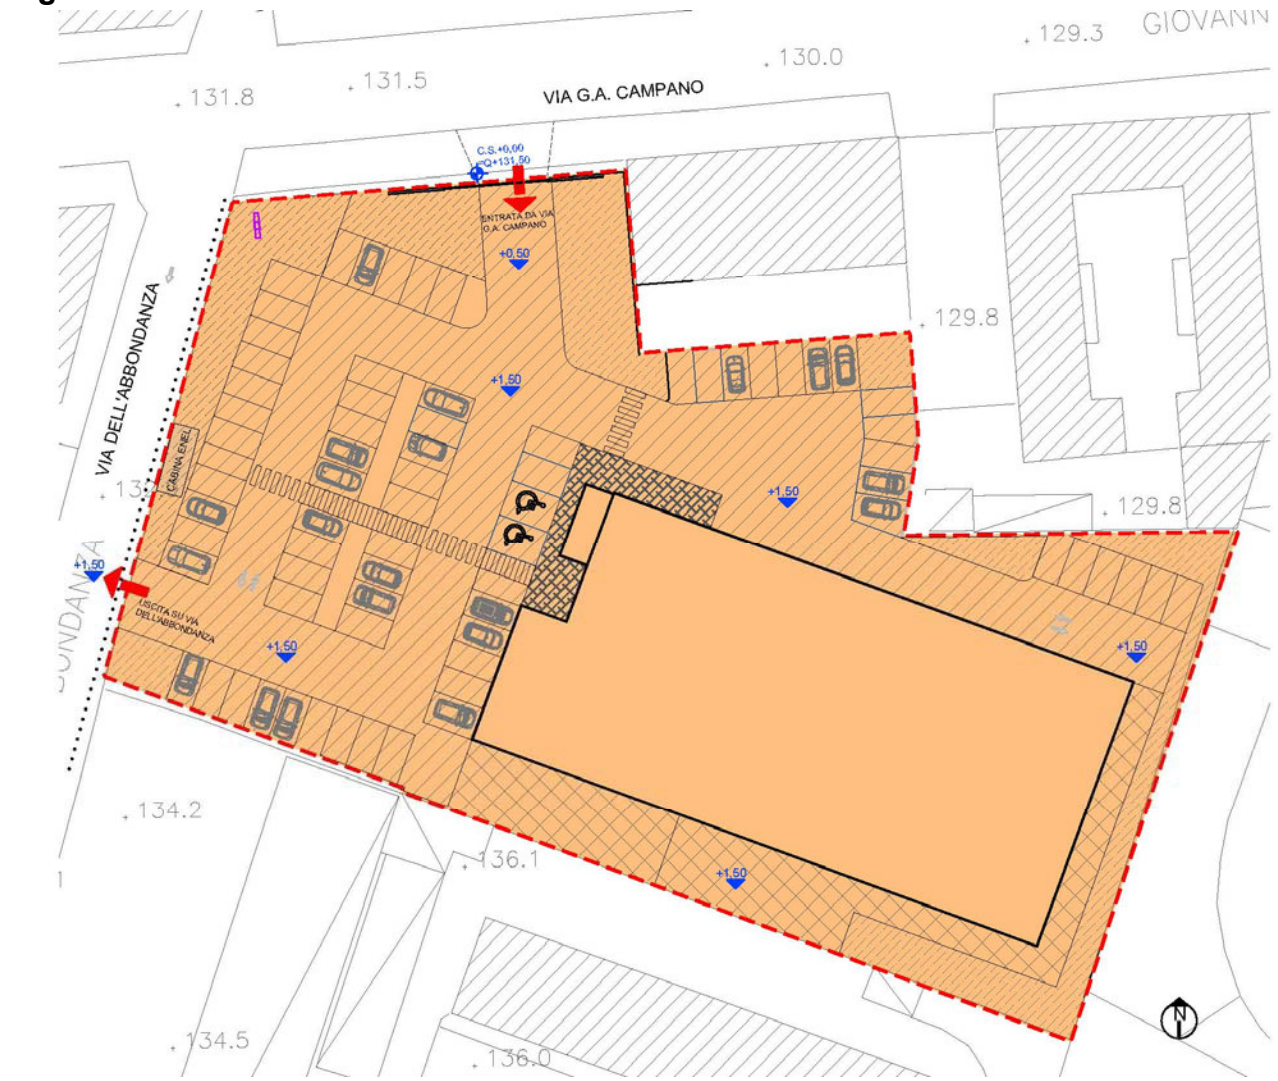 g
GIOVANN
129.3
130.0
131.5
131.8
VIA G.A. CAMPANO
C.S.+0,00
=Q+131,50
ENTRATA DA VIA
G.A. CAMPANO
+0,50
129.8
VIA DELL'ABBONDANZA
+1,50
CABINA ENEL
+1,50
129.8
+1,50
USCITA SU VIA
DELL'ABBONDANZA
+1,50
+1,50
134.2
136.1
+1,50
134.5
136.0
N